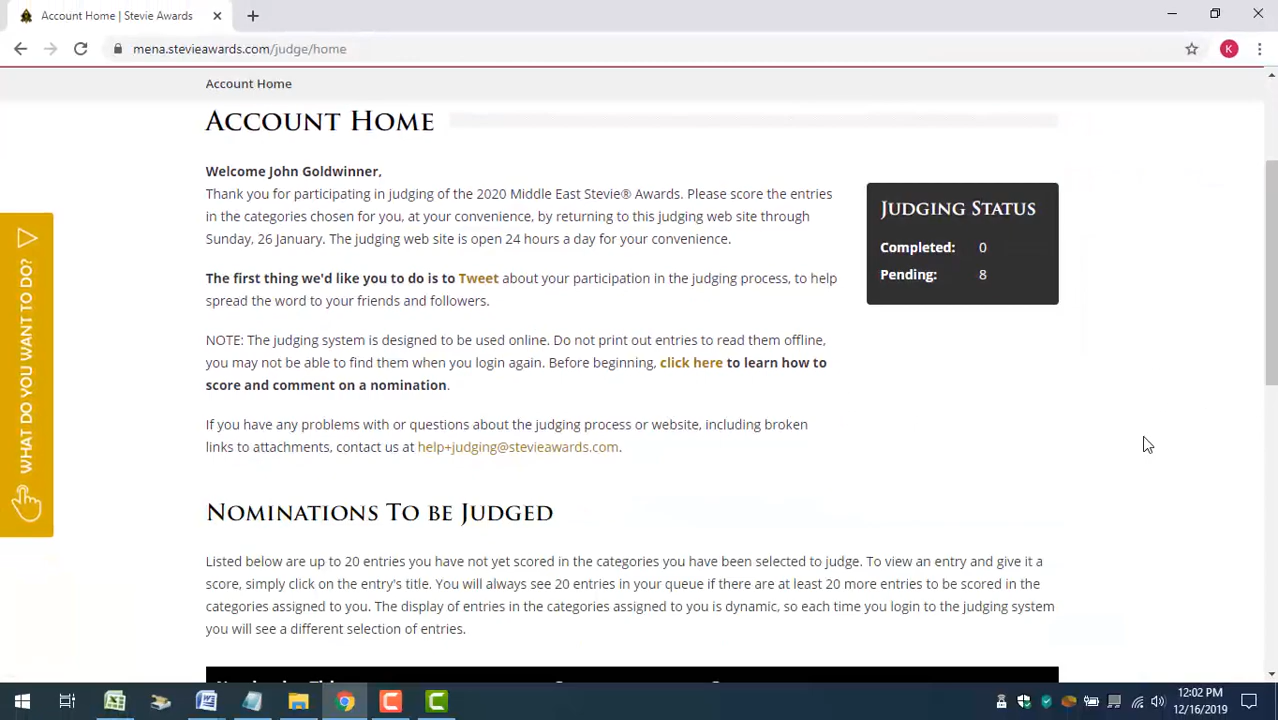 Account Home | Stevie Awards
mena.stevieawards.com/judge/home
K
Account Home
ACCOUNT HOME
Welcome John Goldwinner,
Thank you for participating in judging of the 2020 Middle East Stevie® Awards. Please score the entries
in the categories chosen for you, at your convenience, by returning to this judging web site through
Sunday, 26 January. The judging web site is open 24 hours a day for your convenience.
The first thing we'd like you to do is to Tweet about your participation in the judging process, to help
spread the word to your friends and followers.
NOTE: The judging system is designed to be used online. Do not print out entries to read them offline,
you may not be able to find them when you login again. Before beginning, click here to learn how to
score and comment on a nomination.
If you have any problems with or questions about the judging process or website, including broken
links to attachments, contact us at help+judging@stevieawards.com.
JUDGING STATUS
Completed: 0
Pending: 8
WHAT DO YOU WANT TO DO?
NOMINATIONS TO BE JUDGED
Listed below are up to 20 entries you have not yet scored in the categories you have been selected to judge. To view an entry and give it a
score, simply click on the entry's title. You will always see 20 entries in your queue if there are at least 20 more entries to be scored in the
categories assigned to you. The display of entries in the categories assigned to you is dynamic, so each time you login to the judging system
you will see a different selection of entries.
12:02 PM
12/16/2019